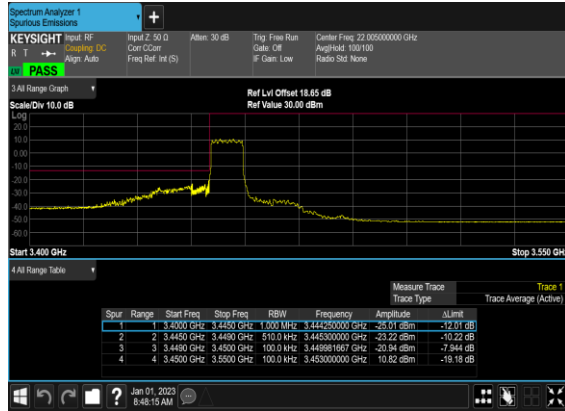 Spectrum Analyzer 1
Spurious Emissions
KEYSIGHT Input: RF Input Z: 50 Ω Atten: 30 dB Trig: Free Run Center Freq: 22.005000000 GHz
R T Coupling: DC Corr CCorr Gate: Off Avg|Hold: 100/100
Align: Auto Freq Ref: Int (S) IF Gain: Low Radio Std: None
PASS
3 All Range Graph
Ref Lvl Offset 18.65 dB
Scale/Div 10.0 dB Ref Value 30.00 dBm
Log
20.0
10.0
0.00
-10.0
-20.0
-30.0
-40.0
-50.0
-60.0
Start 3.400 GHz Stop 3.550 GHz
4 All Range Table
Measure Trace Trace 1
Trace Type Trace Average (Active)
Spur Range Start Freq Stop Freq RBW Frequency Amplitude ΔLimit
1 1 3.4000 GHz 3.4450 GHz 1.000 MHz 3.444250000 GHz -25.01 dBm -12.01 dB
2 2 3.4450 GHz 3.4490 GHz 510.0 kHz 3.445300000 GHz -23.22 dBm -10.22 dB
3 3 3.4490 GHz 3.4500 GHz 100.0 kHz 3.449981667 GHz -20.94 dBm -7.944 dB
4 4 3.4500 GHz 3.5500 GHz 100.0 kHz 3.453000000 GHz 10.82 dBm -19.18 dB
Jan 01, 2023
8:48:15 AM